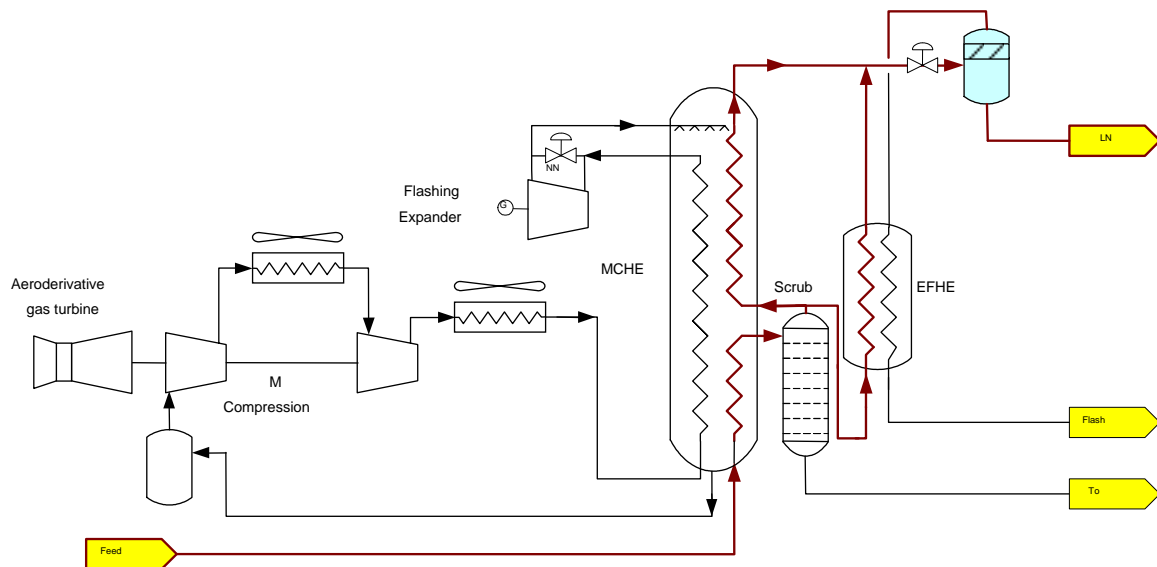 LN
NN
Flashing
Expander
G
MCHE
Scrub
EFHE
Aeroderivative
gas turbine
M
Compression
Flash
To
Feed